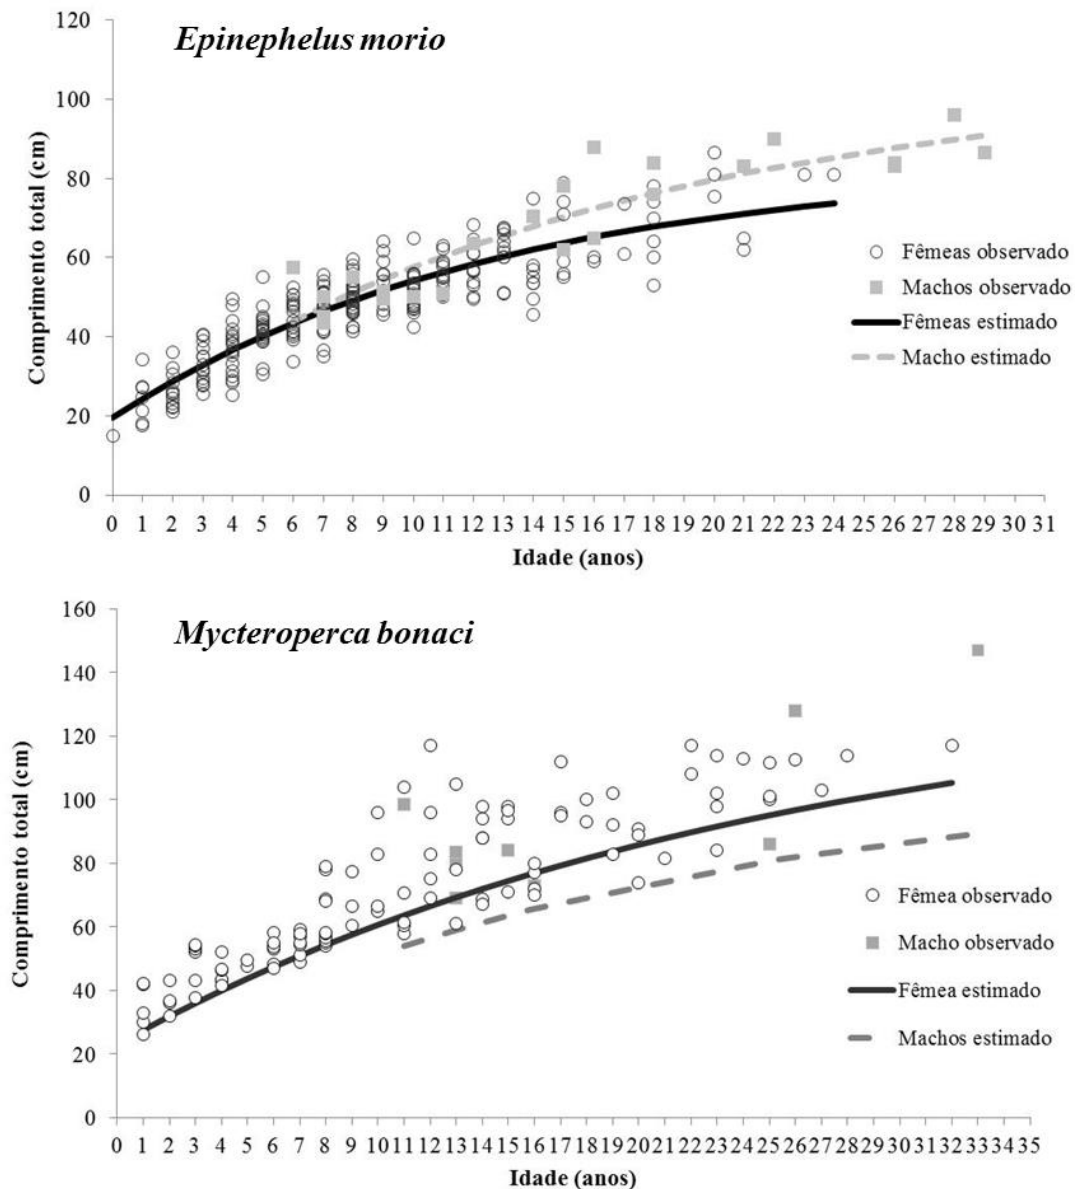 Epinephelus morio
Comprimento total (cm)
120
100
80
60
40
20
0
Fêmeas observado
Machos observado
Fêmeas estimado
Macho estimado
0 1 2 3 4 5 6 7 8 9 10 11 12 13 14 15 16 17 18 19 20 21 22 23 24 25 26 27 28 29 30 31
Idade (anos)
Mycteroperca bonaci
Comprimento total (cm)
160
140
120
100
80
60
40
20
0
Fêmea observado
Macho observado
Fêmea estimado
Machos estimado
0 1 2 3 4 5 6 7 8 9 10 11 12 13 14 15 16 17 18 19 20 21 22 23 24 25 26 27 28 29 30 31 32 33 34 35
Idade (anos)